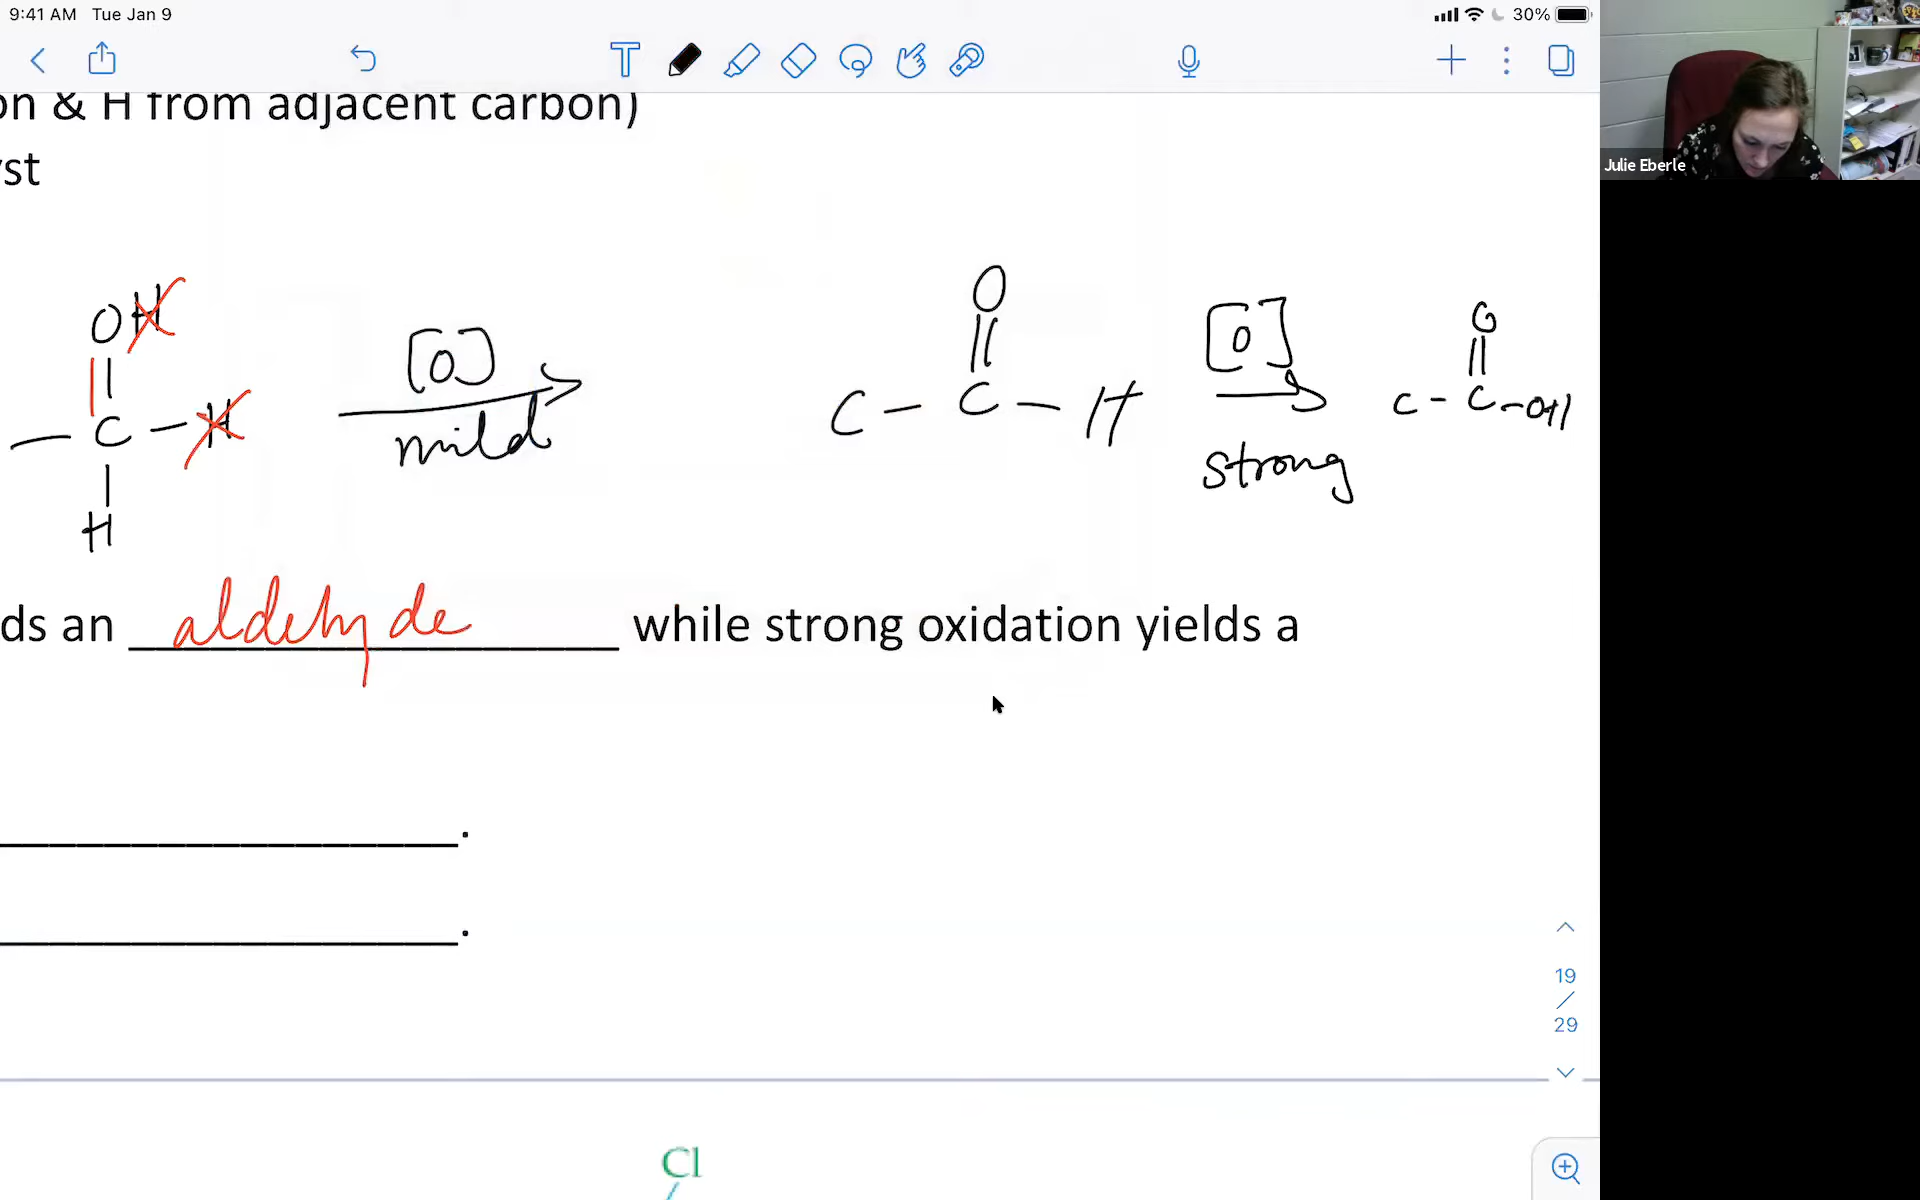 9:41 AM Tue Jan 9
30%
on & H from adjacent carbon)
yst
OH
C - H
H
[O]
mild
O
C - C - H
[O]
strong
O
C - C - OH
ds an aldehyde while strong oxidation yields a
.
.
19
/
29
Cl
Julie Eberle